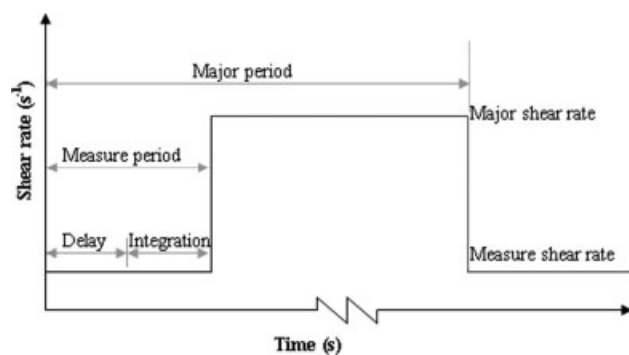 Major period
Major shear rate
Shear rate (s⁻¹)
Measure period
Delay
Integration
Measure shear rate
Time (s)